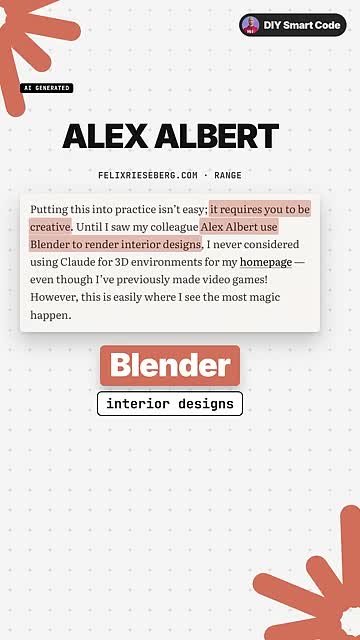 DIY Smart Code
AI GENERATED
ALEX ALBERT
FELIXRIESEBERG.COM · RANGE
Putting this into practice isn’t easy; it requires you to be
creative. Until I saw my colleague Alex Albert use
Blender to render interior designs, I never considered
using Claude for 3D environments for my homepage —
even though I’ve previously made video games!
However, this is easily where I see the most magic
happen.
Blender
interior designs